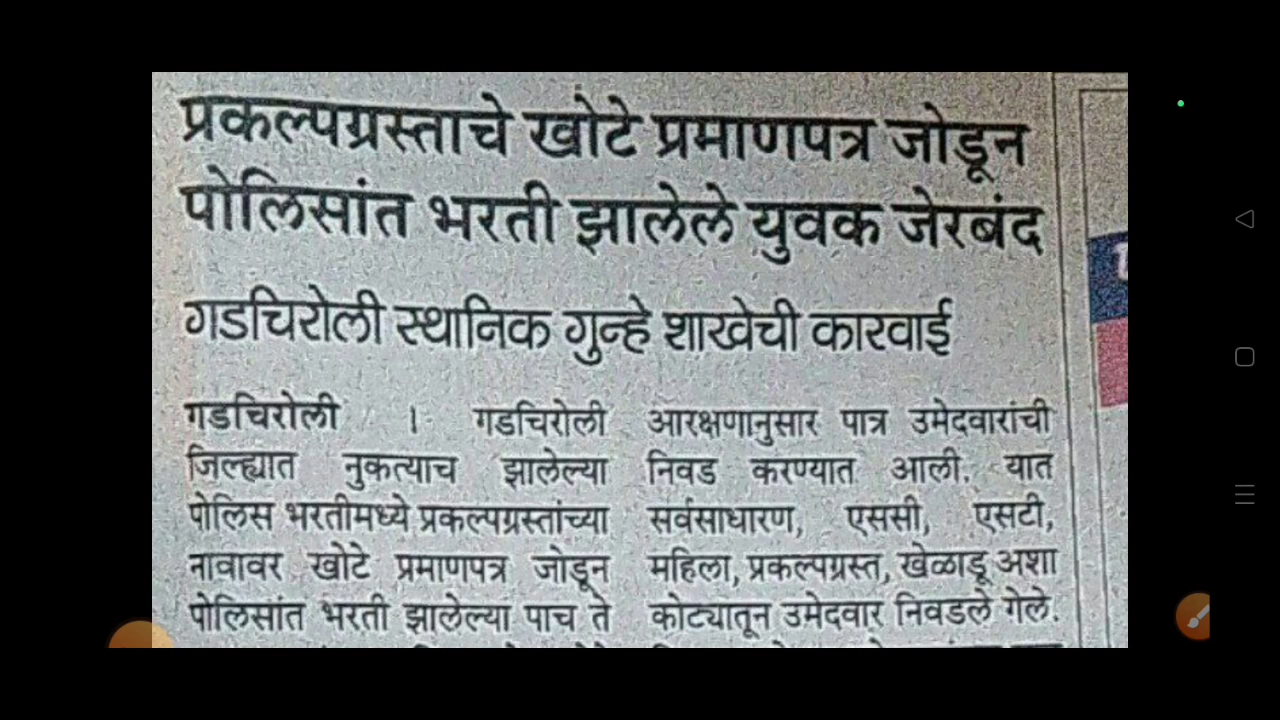 प्रकल्पग्रस्ताचे खोटे प्रमाणपत्र जोडून
पोलिसांत भरती झालेले युवक जेरबंद
गडचिरोली स्थानिक गुन्हे शाखेची कारवाई
गडचिरोली । गडचिरोली
जिल्ह्यात नुकत्याच झालेल्या
पोलिस भरतीमध्ये प्रकल्पग्रस्तांच्या
नावावर खोटे प्रमाणपत्र जोडून
पोलिसांत भरती झालेल्या पाच ते
आरक्षणानुसार पात्र उमेदवारांची
निवड करण्यात आली. यात
सर्वसाधारण, एससी, एसटी,
महिला, प्रकल्पग्रस्त, खेळाडू अशा
कोट्यातून उमेदवार निवडले गेले.